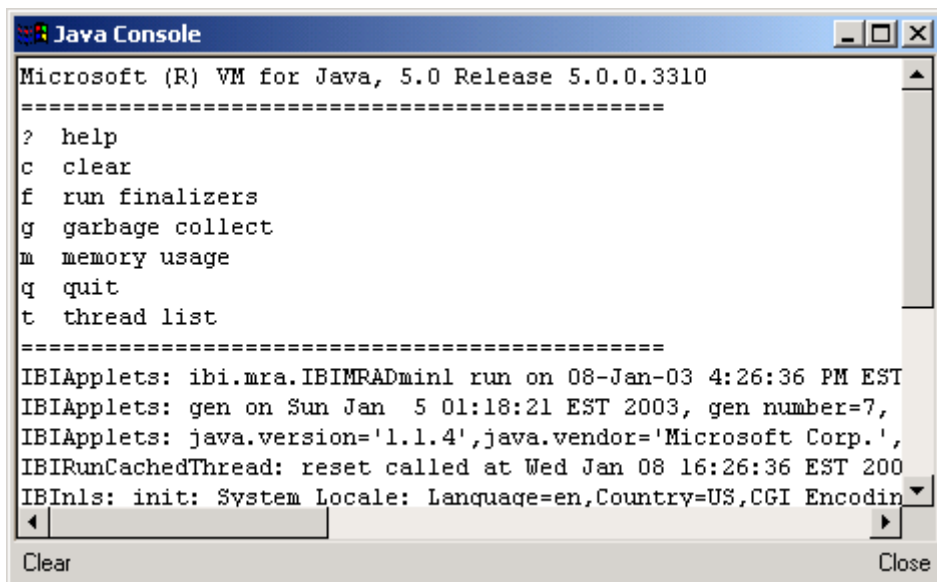 Java Console
Microsoft (R) VM for Java, 5.0 Release 5.0.0.3310
==============================================
?  help
c  clear
f  run finalizers
g  garbage collect
m  memory usage
q  quit
t  thread list
==============================================
IBIApplets: ibi.mra.IBIMRADmin1 run on 08-Jan-03 4:26:36 PM EST
IBIApplets: gen on Sun Jan  5 01:18:21 EST 2003, gen number=7,
IBIApplets: java.version='1.1.4',java.vendor='Microsoft Corp.',
IBIRunCachedThread: reset called at Wed Jan 08 16:26:36 EST 200
IBInls: init: System Locale: Language=en,Country=US,CGI Encodin
Clear
Close